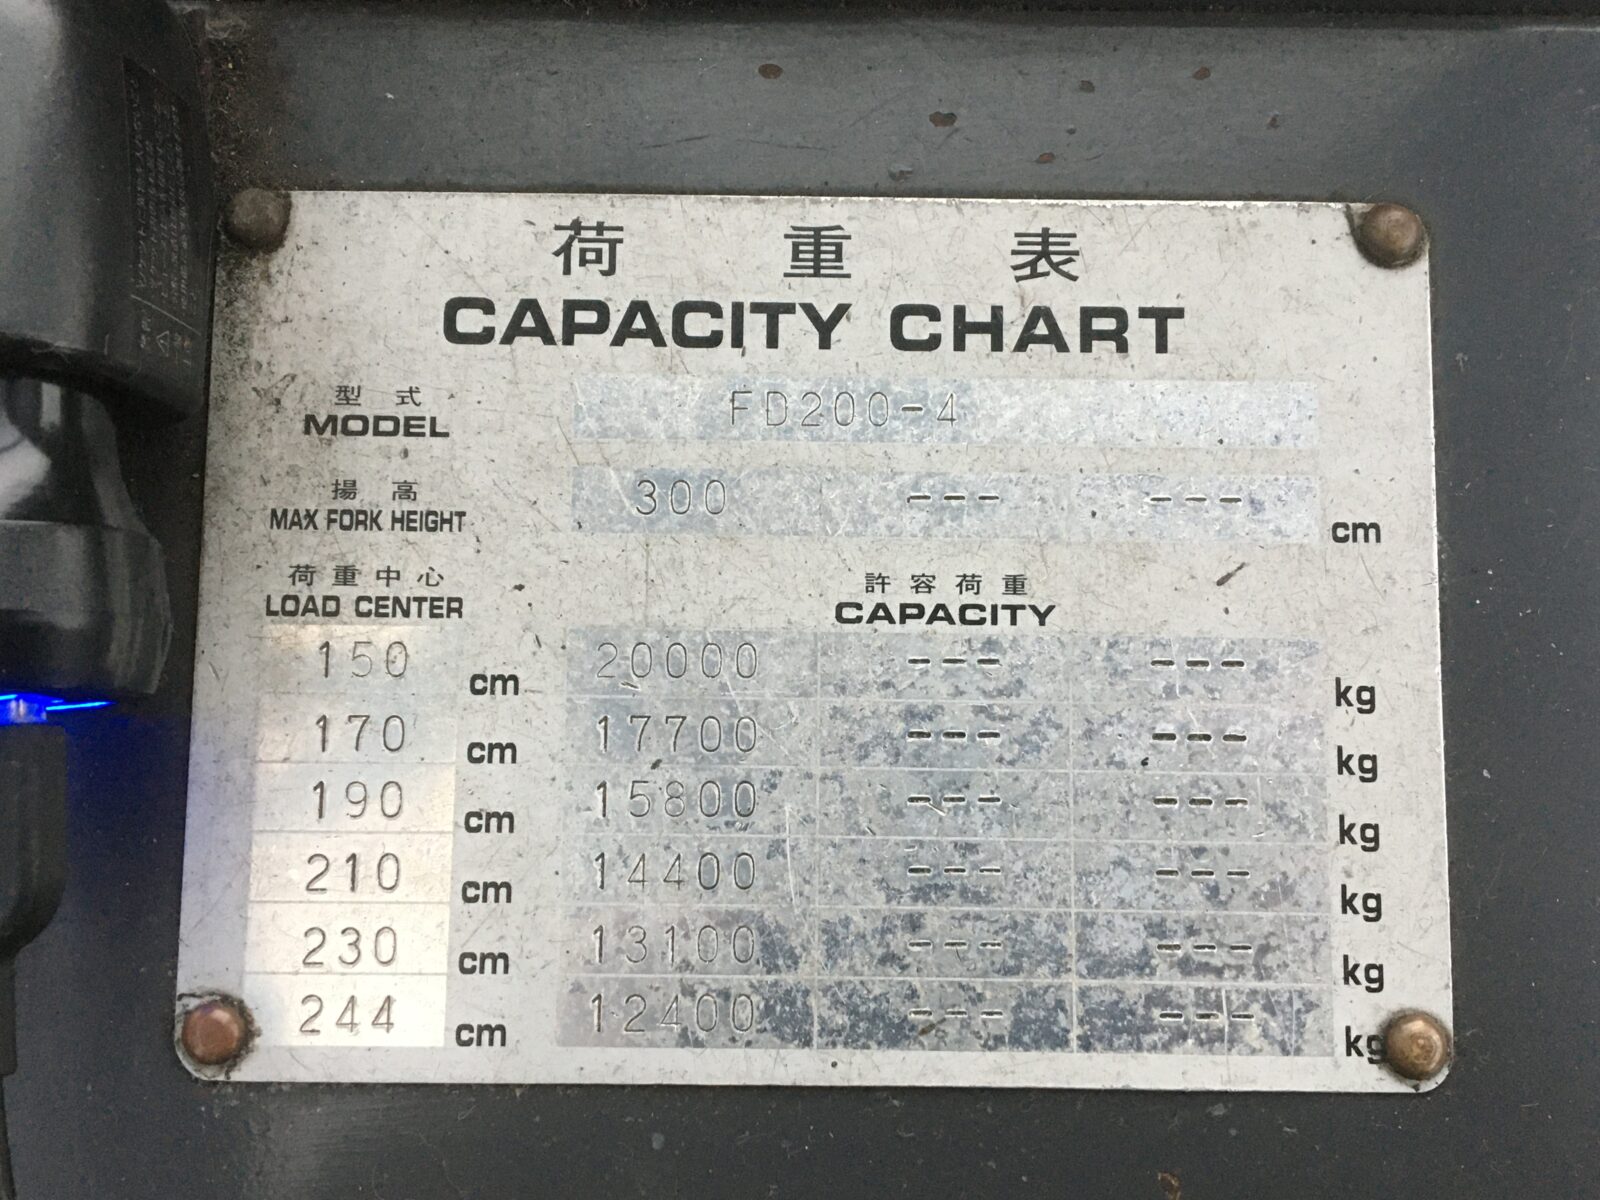 荷重表
CAPACITY CHART
型式
MODEL FD200-4
揚高
MAX FORK HEIGHT 300 --- --- cm
荷重中心 許容荷重
LOAD CENTER CAPACITY
150 cm 20000 --- --- kg
170 cm 17700 --- --- kg
190 cm 15800 --- --- kg
210 cm 14400 --- --- kg
230 cm 13100 --- --- kg
244 cm 12400 --- --- kg